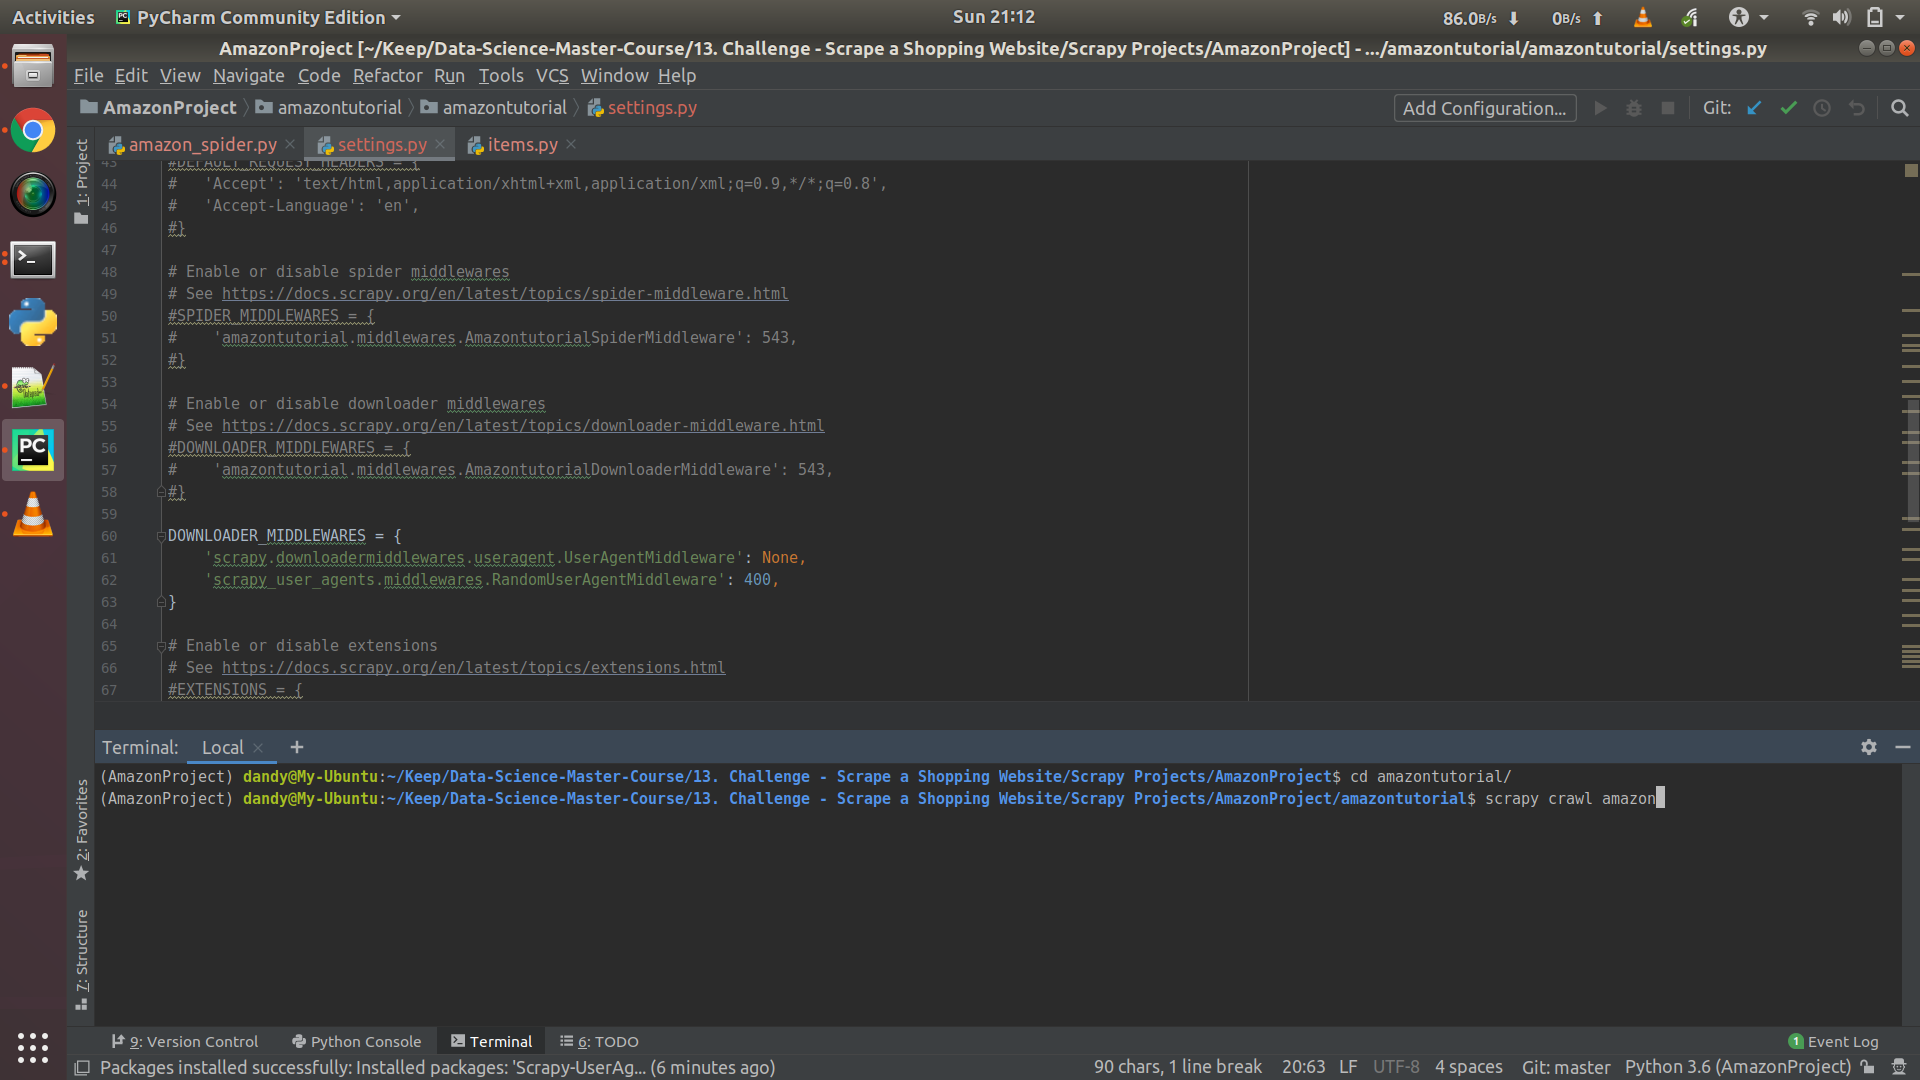 Activities PyCharm Community Edition Sun 21:12 86.0B/s 0B/s
AmazonProject [~/Keep/Data-Science-Master-Course/13. Challenge - Scrape a Shopping Website/Scrapy Projects/AmazonProject] - .../amazontutorial/amazontutorial/settings.py
File Edit View Navigate Code Refactor Run Tools VCS Window Help
AmazonProject amazontutorial amazontutorial settings.py Add Configuration... Git:
amazon_spider.py settings.py items.py
1: Project
43 #DEFAULT_REQUEST_HEADERS = {
44 #   'Accept': 'text/html,application/xhtml+xml,application/xml;q=0.9,*/*;q=0.8',
45 #   'Accept-Language': 'en',
46 #}
47
48 # Enable or disable spider middlewares
49 # See https://docs.scrapy.org/en/latest/topics/spider-middleware.html
50 #SPIDER_MIDDLEWARES = {
51 #    'amazontutorial.middlewares.AmazontutorialSpiderMiddleware': 543,
52 #}
53
54 # Enable or disable downloader middlewares
55 # See https://docs.scrapy.org/en/latest/topics/downloader-middleware.html
56 #DOWNLOADER_MIDDLEWARES = {
57 #    'amazontutorial.middlewares.AmazontutorialDownloaderMiddleware': 543,
58 #}
59
60 DOWNLOADER_MIDDLEWARES = {
61     'scrapy.downloadermiddlewares.useragent.UserAgentMiddleware': None,
62     'scrapy_user_agents.middlewares.RandomUserAgentMiddleware': 400,
63 }
64
65 # Enable or disable extensions
66 # See https://docs.scrapy.org/en/latest/topics/extensions.html
67 #EXTENSIONS = {
Terminal: Local
(AmazonProject) dandy@My-Ubuntu:~/Keep/Data-Science-Master-Course/13. Challenge - Scrape a Shopping Website/Scrapy Projects/AmazonProject$ cd amazontutorial/
(AmazonProject) dandy@My-Ubuntu:~/Keep/Data-Science-Master-Course/13. Challenge - Scrape a Shopping Website/Scrapy Projects/AmazonProject/amazontutorial$ scrapy crawl amazon
2: Favorites
7: Structure
9: Version Control Python Console Terminal 6: TODO 1 Event Log
Packages installed successfully: Installed packages: 'Scrapy-UserAg... (6 minutes ago) 90 chars, 1 line break 20:63 LF UTF-8 4 spaces Git: master Python 3.6 (AmazonProject)
PC